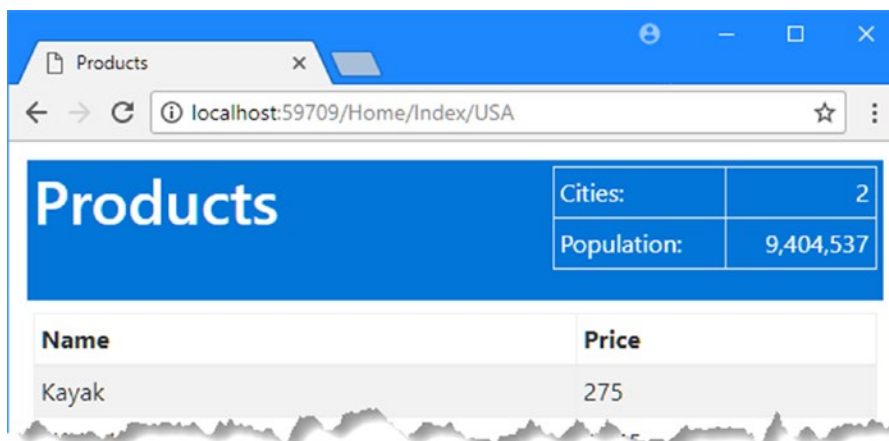 Products
localhost:59709/Home/Index/USA
Products
Cities: 2
Population: 9,404,537
Name Price
Kayak 275